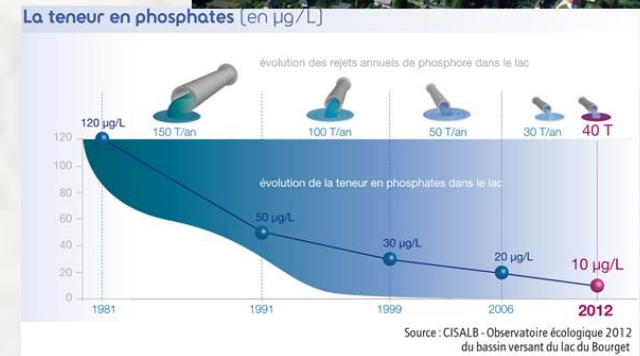 La teneur en phosphates (en µg/L)
évolution des rejets annuels de phosphore dans le lac
150 T/an
100 T/an
50 T/an
30 T/an
40 T
120 µg/L
120
100
80
60
40
20
0
évolution de la teneur en phosphates dans le lac
50 µg/L
30 µg/L
20 µg/L
10 µg/L
1981
1991
1999
2006
2012
Source : CISALB - Observatoire écologique 2012
du bassin versant du lac du Bourget